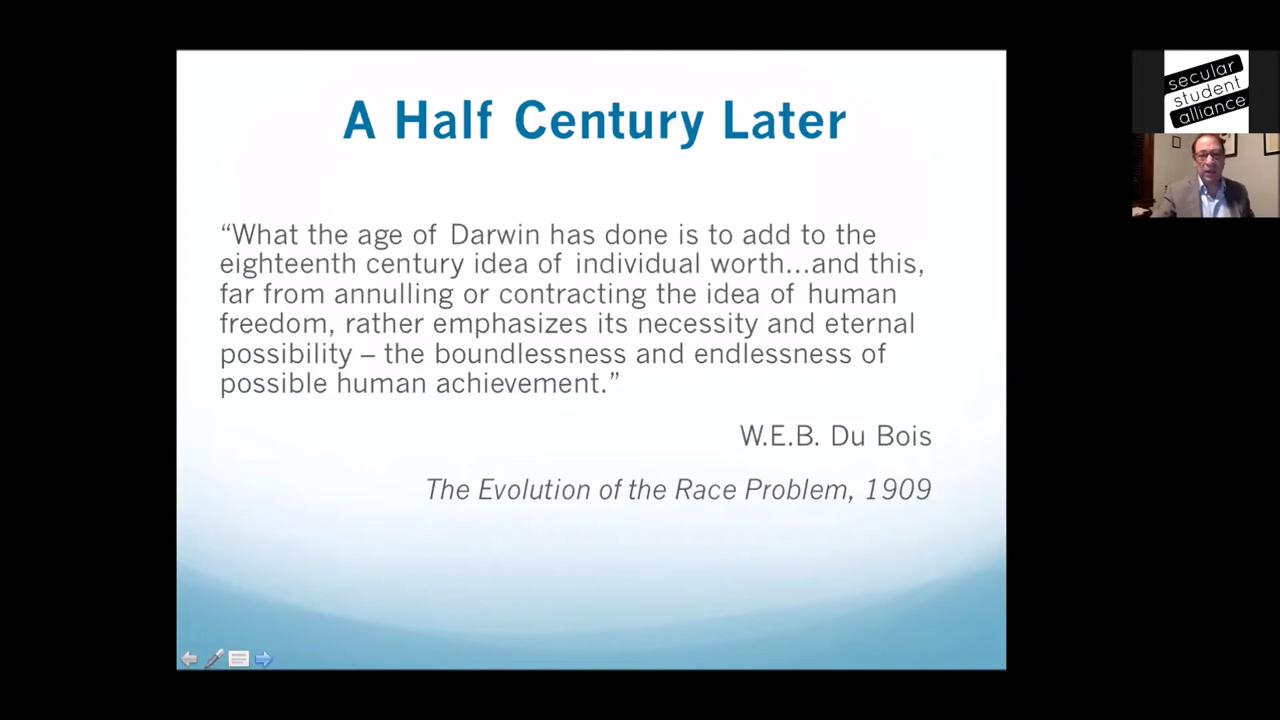 A Half Century Later
“What the age of Darwin has done is to add to the
eighteenth century idea of individual worth...and this,
far from annulling or contracting the idea of human
freedom, rather emphasizes its necessity and eternal
possibility – the boundlessness and endlessness of
possible human achievement.”
W.E.B. Du Bois
The Evolution of the Race Problem, 1909
secular
student
alliance